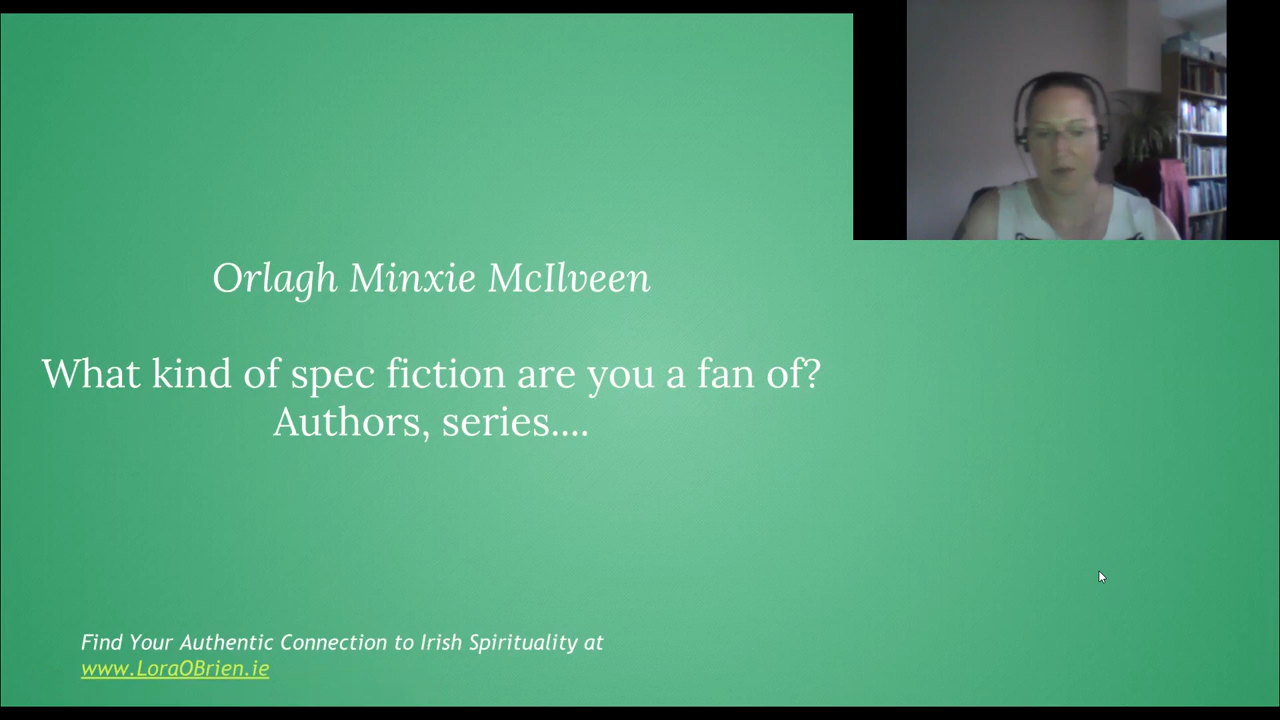 Orlagh Minxie McIlveen
What kind of spec fiction are you a fan of?
Authors, series....
Find Your Authentic Connection to Irish Spirituality at
www.LoraOBrien.ie